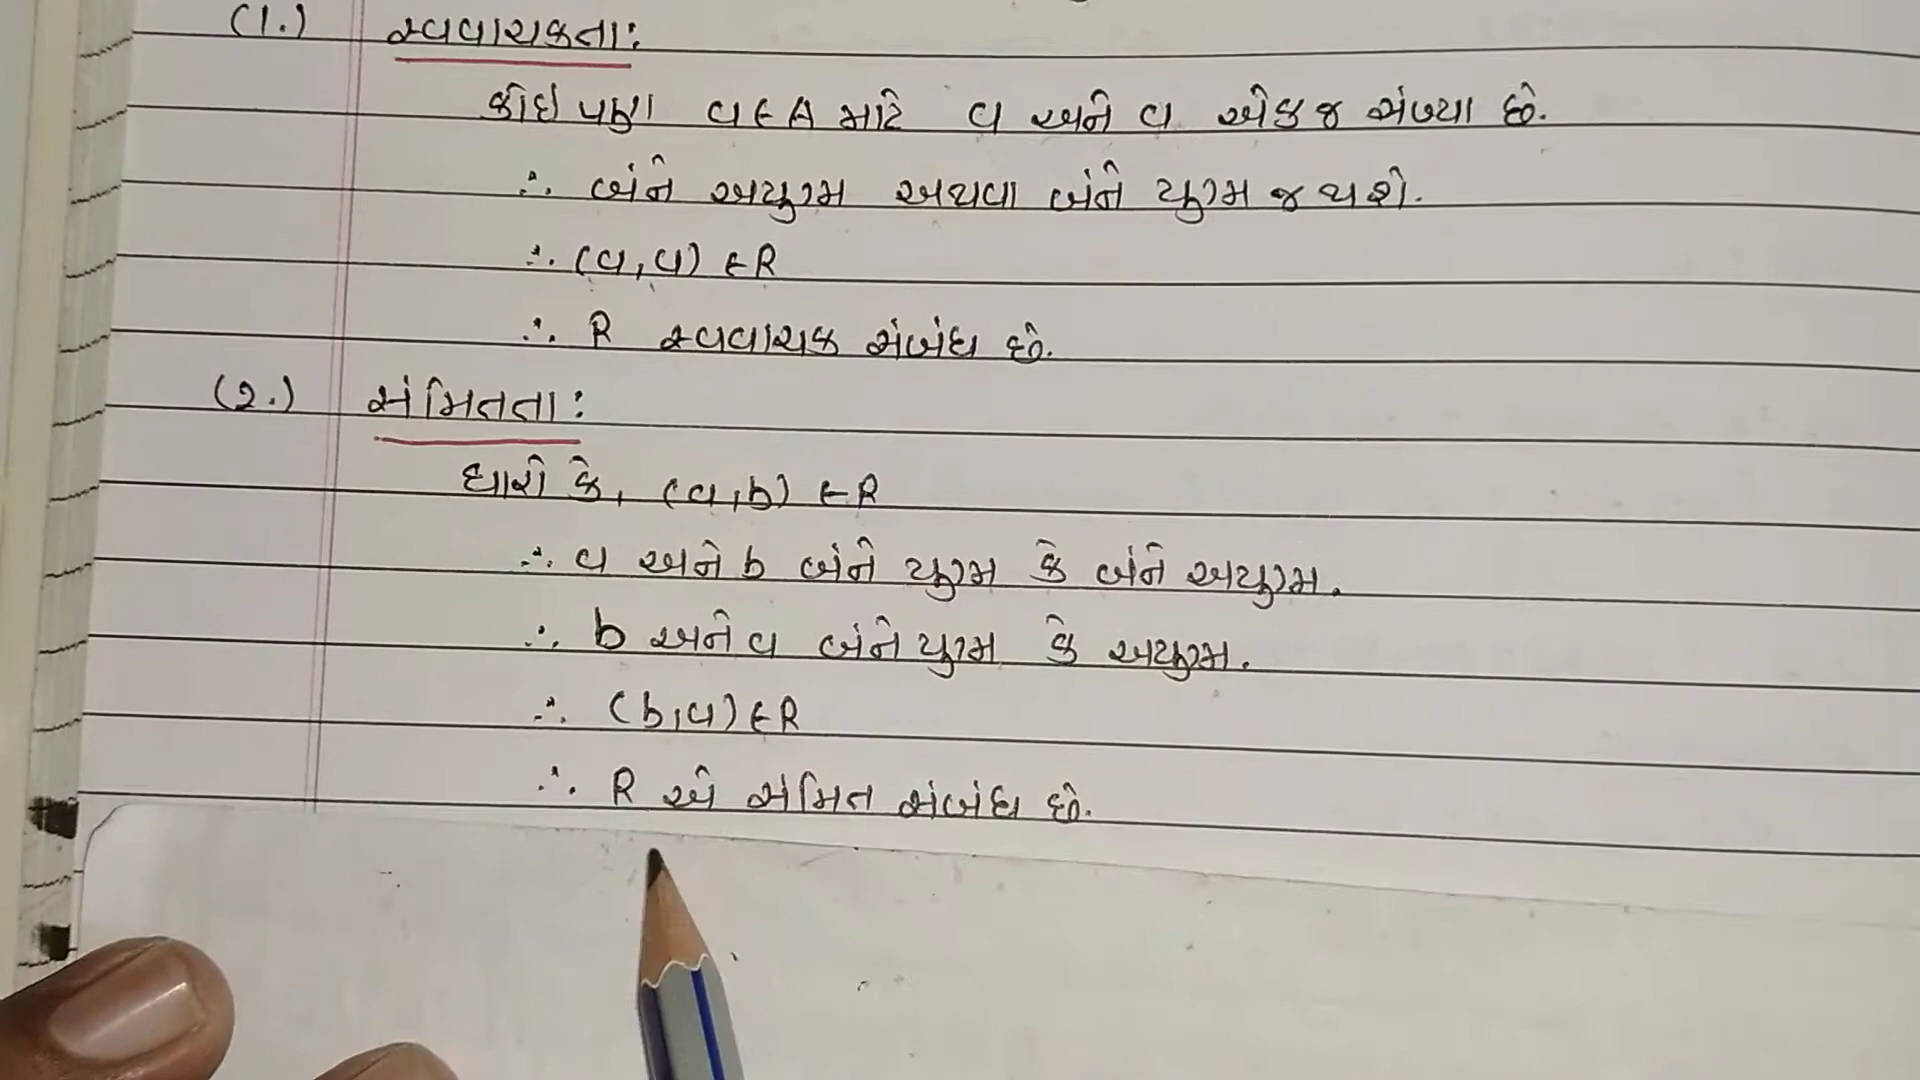 (1.) સ્વવાચકતા:
કોઈ પણ a ∈ A માટે a અને a એક જ સંખ્યા છે.
∴ બંને અયુગ્મ અથવા બંને યુગ્મ જ થશે.
∴ (a, a) ∈ R
∴ R સ્વવાચક સંબંધ છે.
(2.) સંમિતતા:
ધારો કે, (a, b) ∈ R
∴ a અને b બંને યુગ્મ કે બંને અયુગ્મ.
∴ b અને a બંને યુગ્મ કે અયુગ્મ.
∴ (b, a) ∈ R
∴ R એ સંમિત સંબંધ છે.